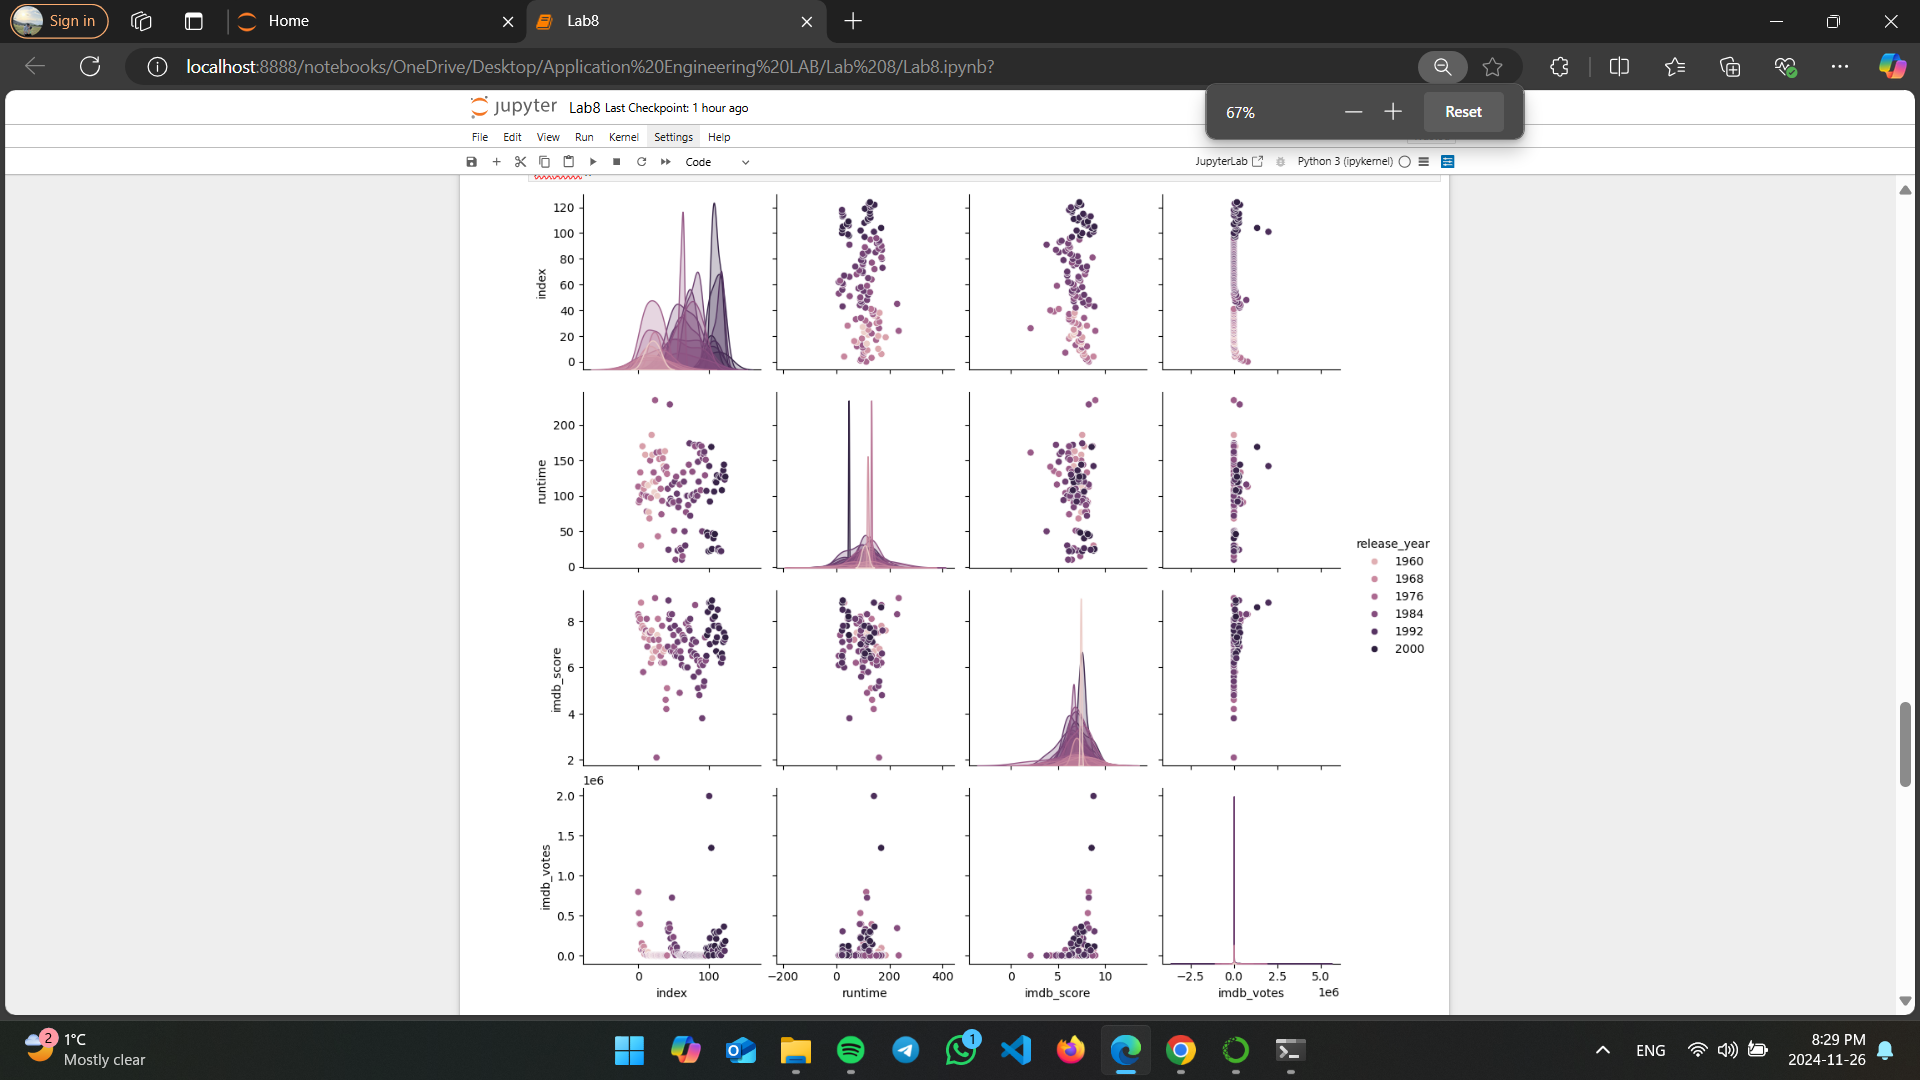 Sign in
Home
Lab8
localhost:8888/notebooks/OneDrive/Desktop/Application%20Engineering%20LAB/Lab%208/Lab8.ipynb?
67%
Reset
jupyter Lab8 Last Checkpoint: 1 hour ago
File Edit View Run Kernel Settings Help
Code
JupyterLab
Python 3 (ipykernel)
120
100
80
60
40
20
0
index
200
150
100
50
0
runtime
release_year
1960
1968
1976
1984
1992
2000
8
6
4
2
imdb_score
1e6
2.0
1.5
1.0
0.5
0.0
imdb_votes
0 100
index
−200 0 200 400
runtime
0 5 10
imdb_score
−2.5 0.0 2.5 5.0
imdb_votes
1e6
2
1°C
Mostly clear
1
ENG
8:29 PM
2024-11-26